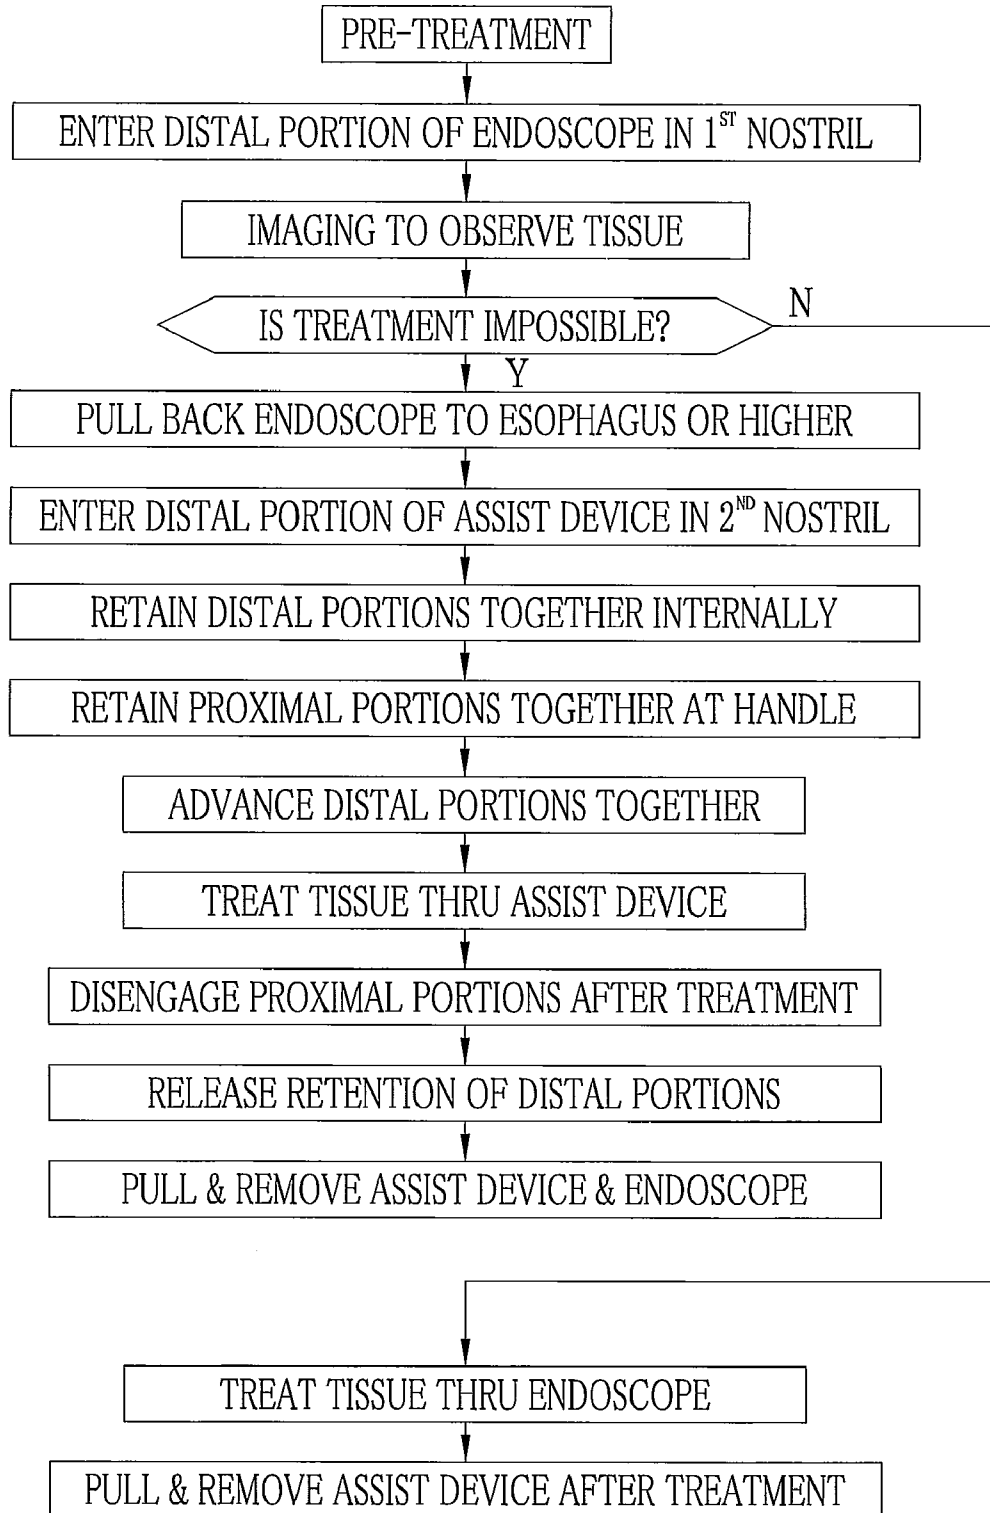 PRE-TREATMENT
ENTER DISTAL PORTION OF ENDOSCOPE IN 1ST NOSTRIL
IMAGING TO OBSERVE TISSUE
IS TREATMENT IMPOSSIBLE?
N
Y
PULL BACK ENDOSCOPE TO ESOPHAGUS OR HIGHER
ENTER DISTAL PORTION OF ASSIST DEVICE IN 2ND NOSTRIL
RETAIN DISTAL PORTIONS TOGETHER INTERNALLY
RETAIN PROXIMAL PORTIONS TOGETHER AT HANDLE
ADVANCE DISTAL PORTIONS TOGETHER
TREAT TISSUE THRU ASSIST DEVICE
DISENGAGE PROXIMAL PORTIONS AFTER TREATMENT
RELEASE RETENTION OF DISTAL PORTIONS
PULL & REMOVE ASSIST DEVICE & ENDOSCOPE
TREAT TISSUE THRU ENDOSCOPE
PULL & REMOVE ASSIST DEVICE AFTER TREATMENT